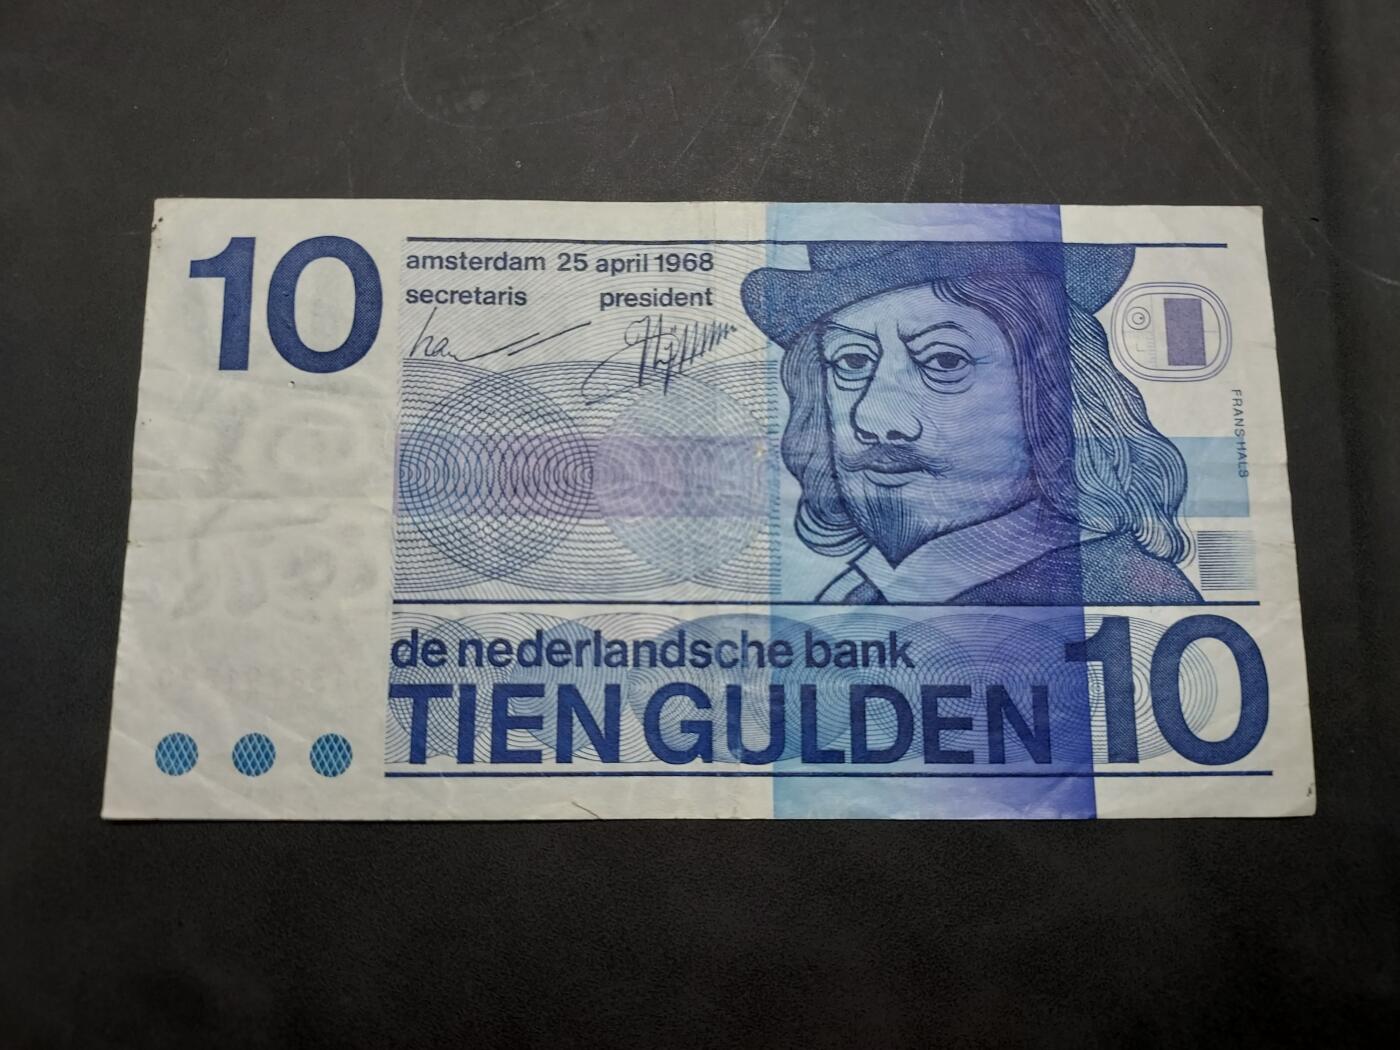 10
amsterdam 25 april 1968
secretaris president
FRANS HALS
de nederlandsche bank
TIEN GULDEN 10